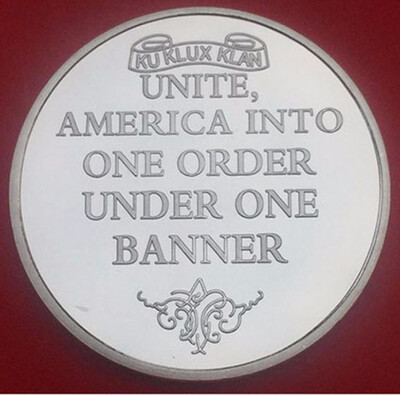 KU KLUX KLAN
UNITE,
AMERICA INTO
ONE ORDER
UNDER ONE
BANNER